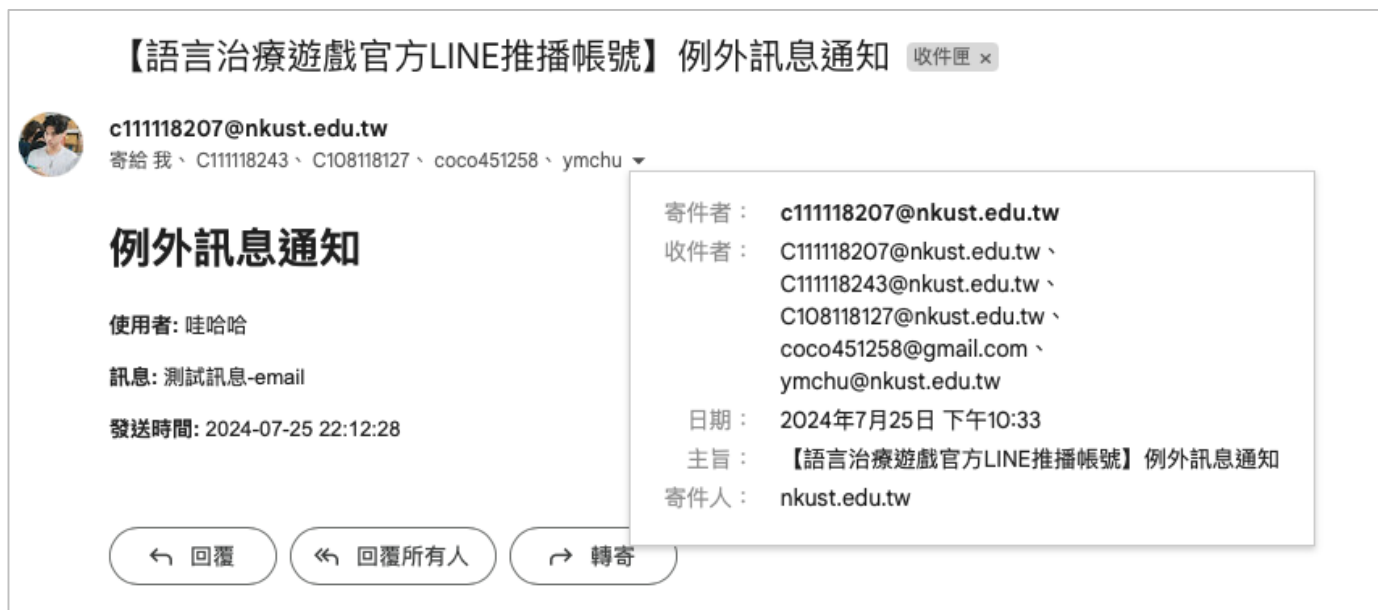 【語言治療遊戲官方LINE推播帳號】例外訊息通知 收件匣 ×
c111118207@nkust.edu.tw
寄給 我、 C111118243、 C108118127、 coco451258、 ymchu
寄件者： c111118207@nkust.edu.tw
收件者： C111118207@nkust.edu.tw、
C111118243@nkust.edu.tw、
C108118127@nkust.edu.tw、
coco451258@gmail.com、
ymchu@nkust.edu.tw
日期： 2024年7月25日 下午10:33
主旨： 【語言治療遊戲官方LINE推播帳號】例外訊息通知
寄件人： nkust.edu.tw
例外訊息通知
使用者: 哇哈哈
訊息: 測試訊息-email
發送時間: 2024-07-25 22:12:28
回覆
回覆所有人
轉寄